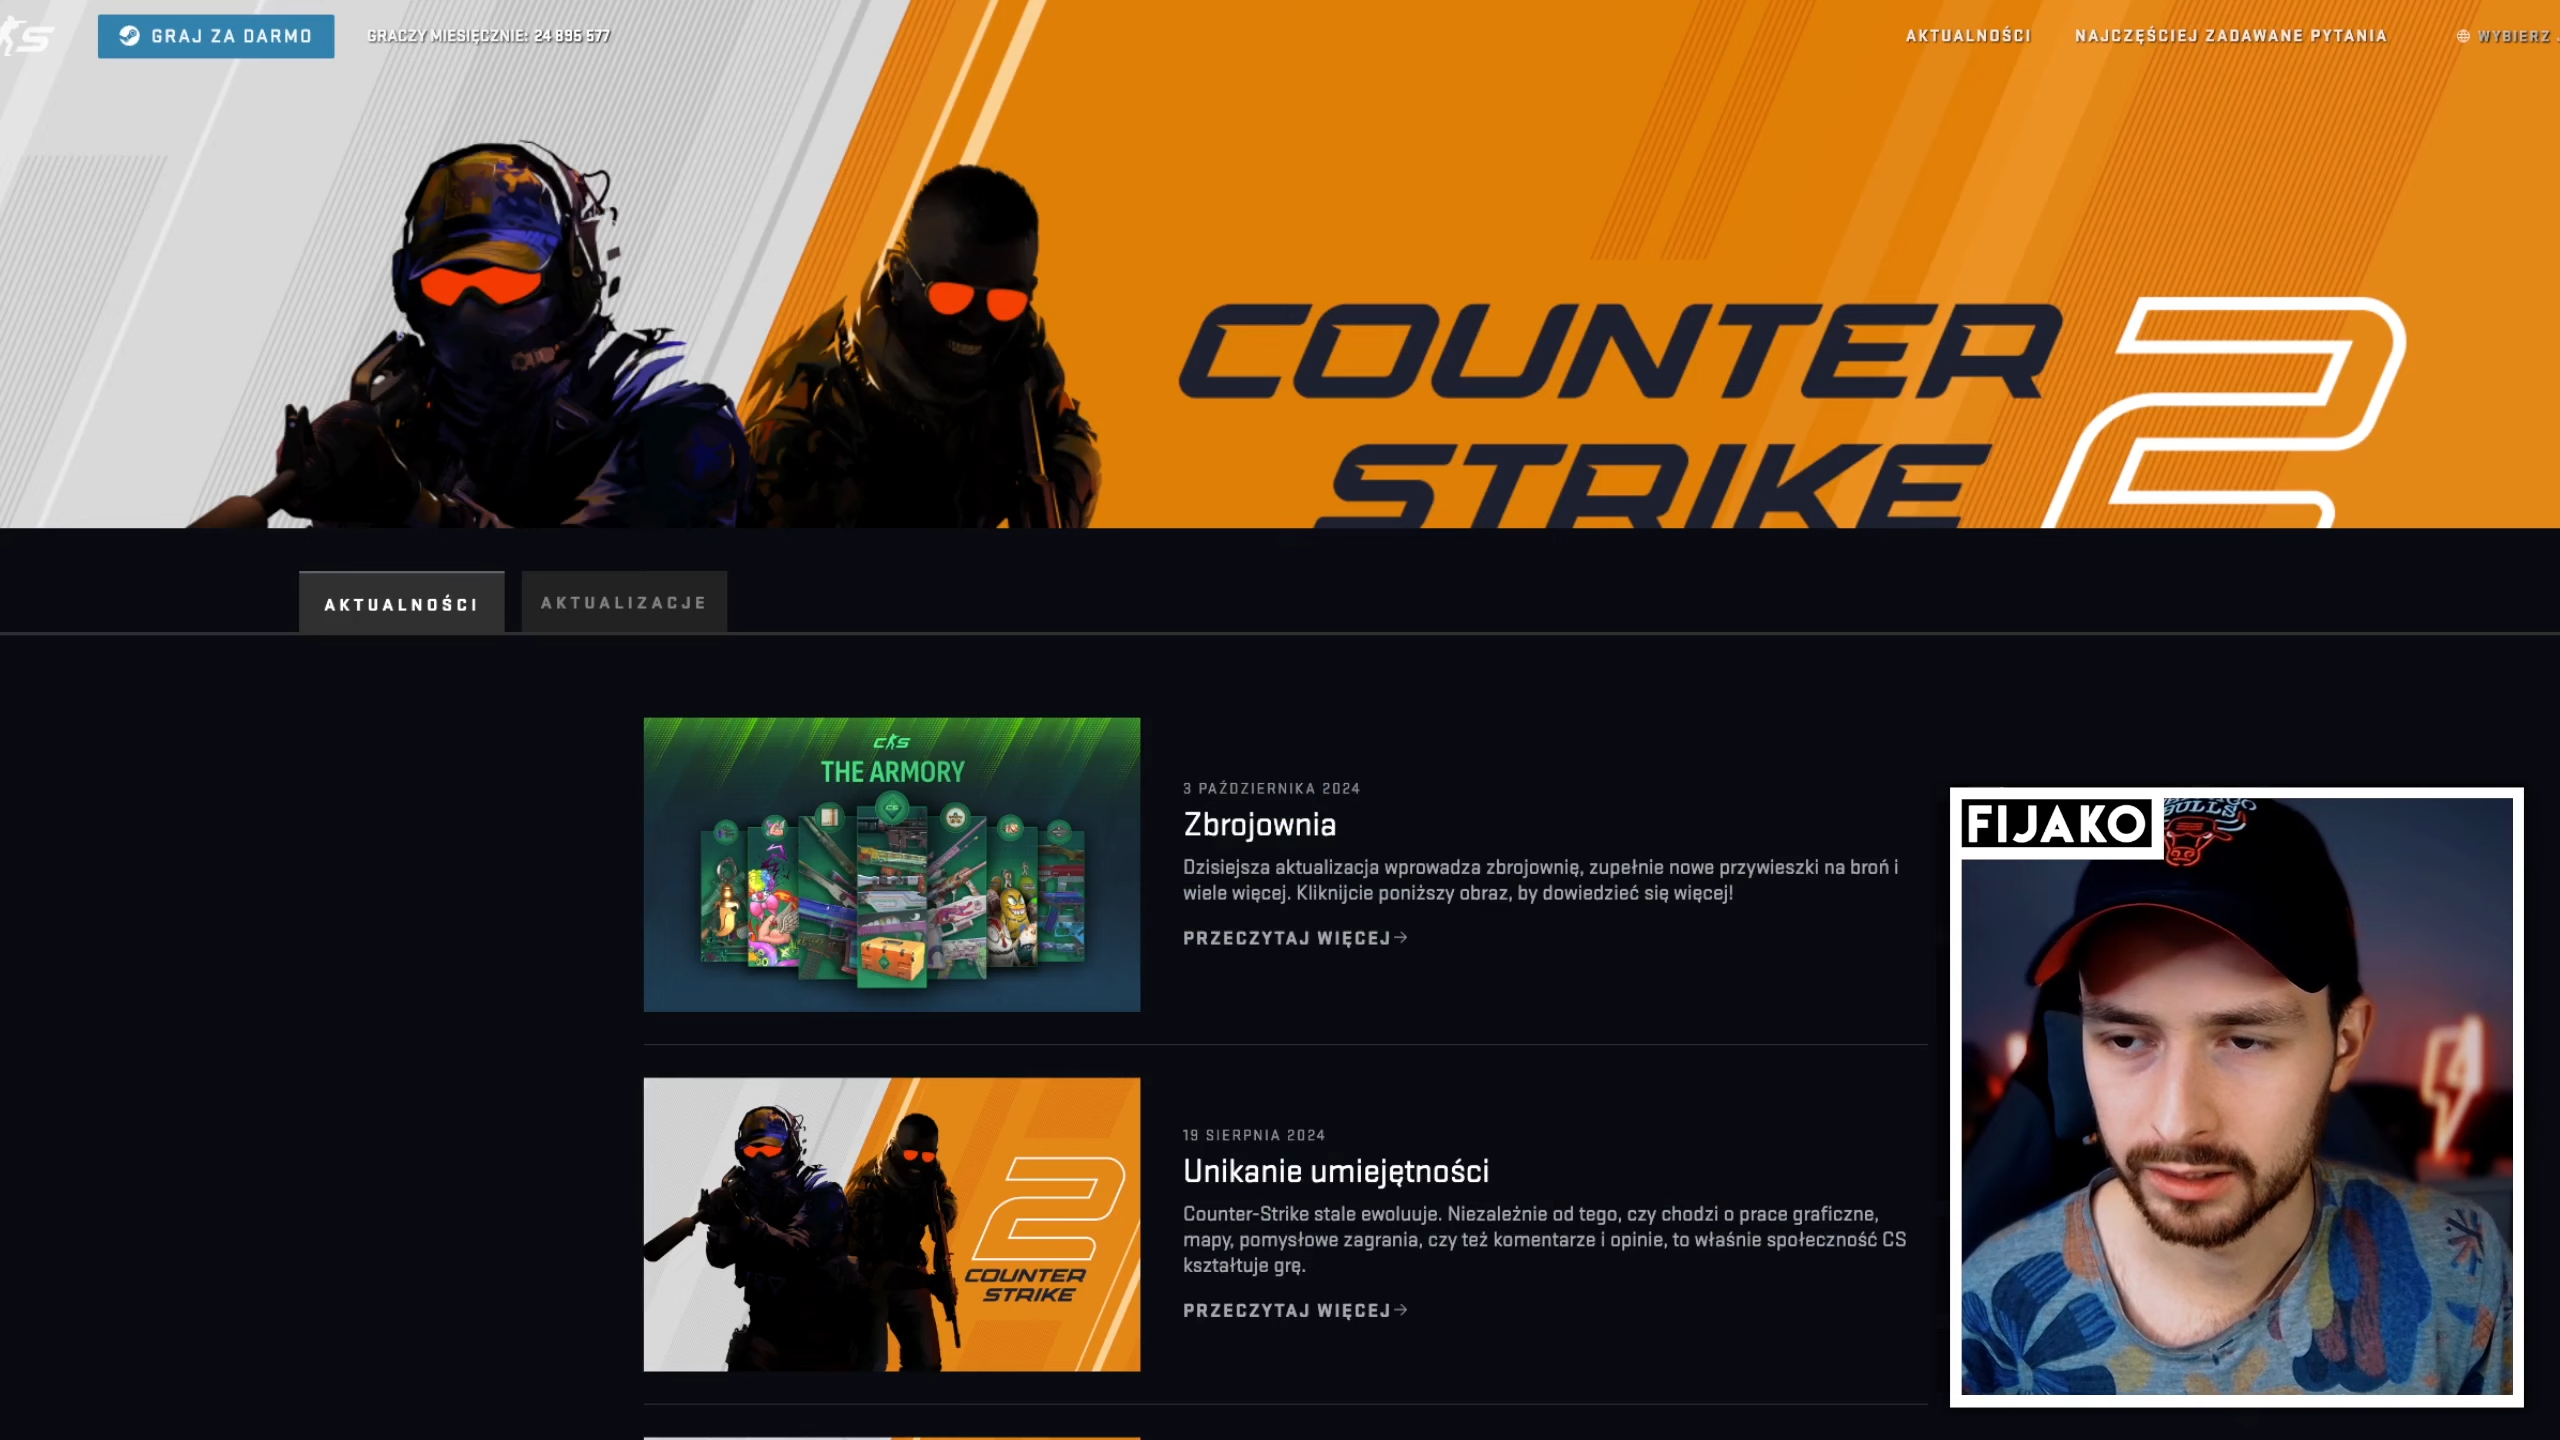 GRAJ ZA DARMO
GRACZY MIESIĘCZNIE: 24 895 577
AKTUALNOŚCI
NAJCZĘŚCIEJ ZADAWANE PYTANIA
WYBIERZ
COUNTER
STRIKE
2
AKTUALNOŚCI
AKTUALIZACJE
CS
THE ARMORY
3 PAŹDZIERNIKA 2024
Zbrojownia
Dzisiejsza aktualizacja wprowadza zbrojownię, zupełnie nowe przywieszki na broń i
wiele więcej. Kliknijcie poniższy obraz, by dowiedzieć się więcej!
PRZECZYTAJ WIĘCEJ→
FIJAKO
BULLS
2
COUNTER
STRIKE
19 SIERPNIA 2024
Unikanie umiejętności
Counter-Strike stale ewoluuje. Niezależnie od tego, czy chodzi o prace graficzne,
mapy, pomysłowe zagrania, czy też komentarze i opinie, to właśnie społeczność CS
kształtuje grę.
PRZECZYTAJ WIĘCEJ→